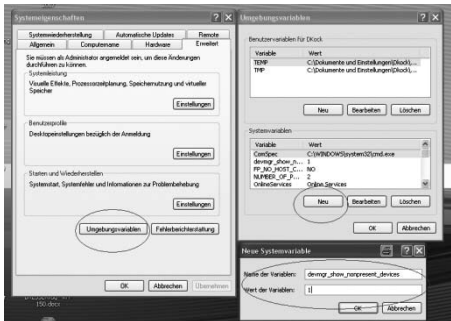 Systemeigenschaften
Systemwiederherstellung
Automatische Updates
Remote
Allgemein
Computername
Hardware
Erweitert
Sie müssen als Administrator angemeldet sein, um diese Änderungen
durchführen zu können.
Systemleistung
Visuelle Effekte, Prozessorzeitplanung, Speichernutzung und virtueller
Speicher
Einstellungen
Benutzerprofile
Desktopeinstellungen bezüglich der Anmeldung
Einstellungen
Starten und Wiederherstellen
Systemstart, Systemfehler und Informationen zur Problembehebung
Einstellungen
Umgebungsvariablen
Fehlerberichterstattung
OK
Abbrechen
Übernehmen
Umgebungsvariablen
Benutzervariablen für DKock
Variable Wert
TEMP C:\Dokumente und Einstellungen\DKock\...
TMP C:\Dokumente und Einstellungen\DKock\...
Neu
Bearbeiten
Löschen
Systemvariablen
Variable Wert
ComSpec C:\WINDOWS\system32\cmd.exe
devmgr_show_n... 1
FP_NO_HOST_C... NO
NUMBER_OF_P... 2
OnlineServices Online Services
Neu
Bearbeiten
Löschen
OK
Abbrechen
Neue Systemvariable
Name der Variablen: devmgr_show_nonpresent_devices
Wert der Variablen: 1
OK
Abbrechen
150.docx